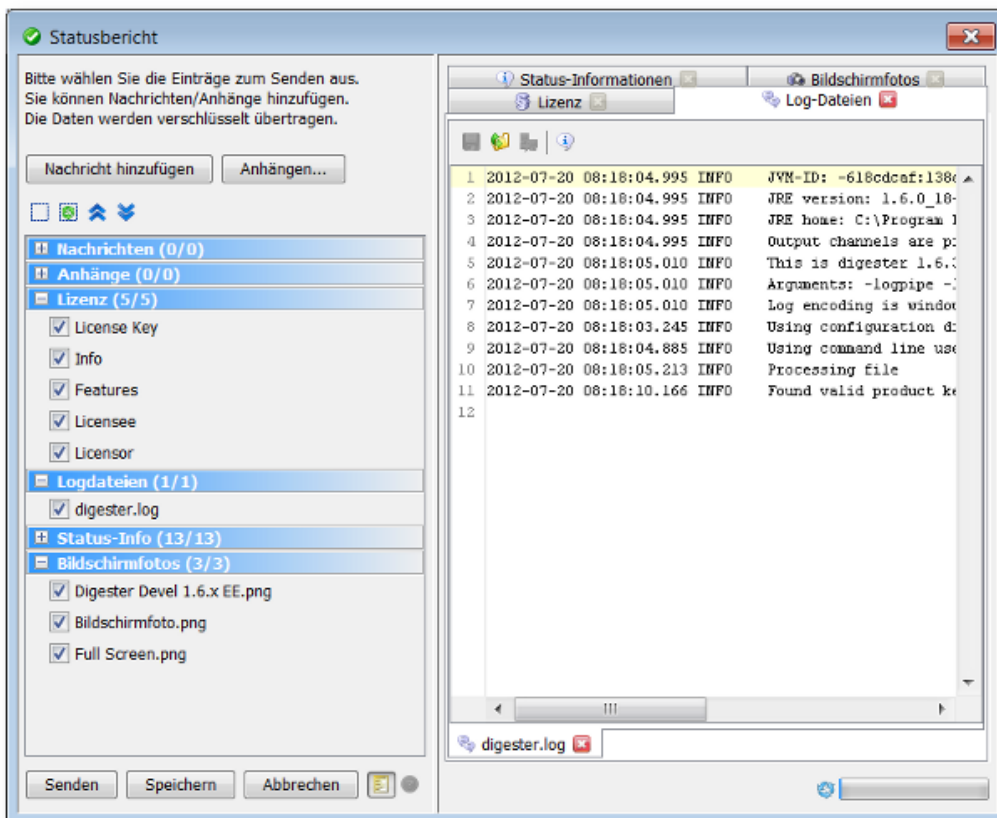 Statusbericht
Bitte wählen Sie die Einträge zum Senden aus.
Sie können Nachrichten/Anhänge hinzufügen.
Die Daten werden verschlüsselt übertragen.
Nachricht hinzufügen
Anhängen...
Nachrichten (0/0)
Anhänge (0/0)
Lizenz (5/5)
License Key
Info
Features
Licensee
Licensor
Logdateien (1/1)
digester.log
Status-Info (13/13)
Bildschirmfotos (3/3)
Digester Devel 1.6.x EE.png
Bildschirmfoto.png
Full Screen.png
Senden
Speichern
Abbrechen
Status-Informationen
Bildschirmfotos
Lizenz
Log-Dateien
1 2012-07-20 08:18:04.995 INFO JVM-ID: -618cdcaf:138
2 2012-07-20 08:18:04.995 INFO JRE version: 1.6.0_18-
3 2012-07-20 08:18:04.995 INFO JRE home: C:\Program
4 2012-07-20 08:18:04.995 INFO Output channels are
5 2012-07-20 08:18:05.010 INFO This is digester 1.6.
6 2012-07-20 08:18:05.010 INFO Arguments: -logpipe -
7 2012-07-20 08:18:05.010 INFO Log encoding is
8 2012-07-20 08:18:03.245 INFO Using configuration
9 2012-07-20 08:18:04.885 INFO Using command line use
10 2012-07-20 08:18:05.213 INFO Processing file
11 2012-07-20 08:18:10.166 INFO Found valid product ke
12
digester.log